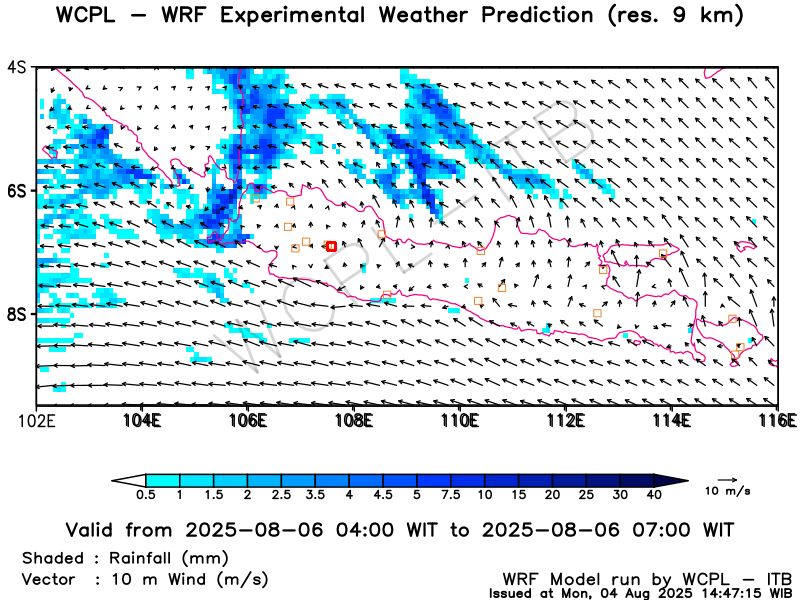 WCPL – WRF Experimental Weather Prediction (res. 9 km)
4S
6S
8S
102E 104E 106E 108E 110E 112E 114E 116E
WCPL-ITB
0.5 1 1.5 2 2.5 3.5 4 4.5 5 7.5 10 15 20 25 30 40
10 m/s
Valid from 2025-08-06 04:00 WIT to 2025-08-06 07:00 WIT
Shaded : Rainfall (mm)
Vector : 10 m Wind (m/s)
WRF Model run by WCPL – ITB
Issued at Mon, 04 Aug 2025 14:47:15 WIB